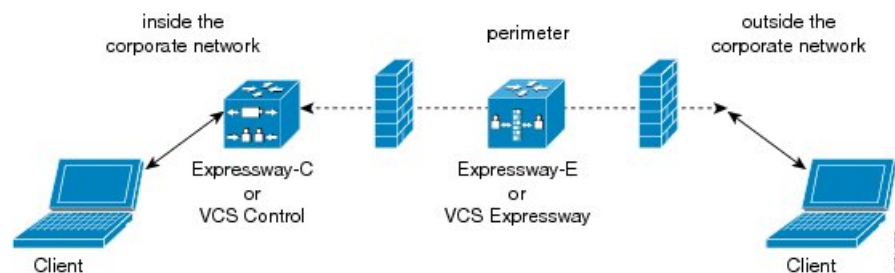 inside the
corporate network
perimeter
outside the
corporate network
Expressway-C
or
VCS Control
Expressway-E
or
VCS Expressway
Client
Client